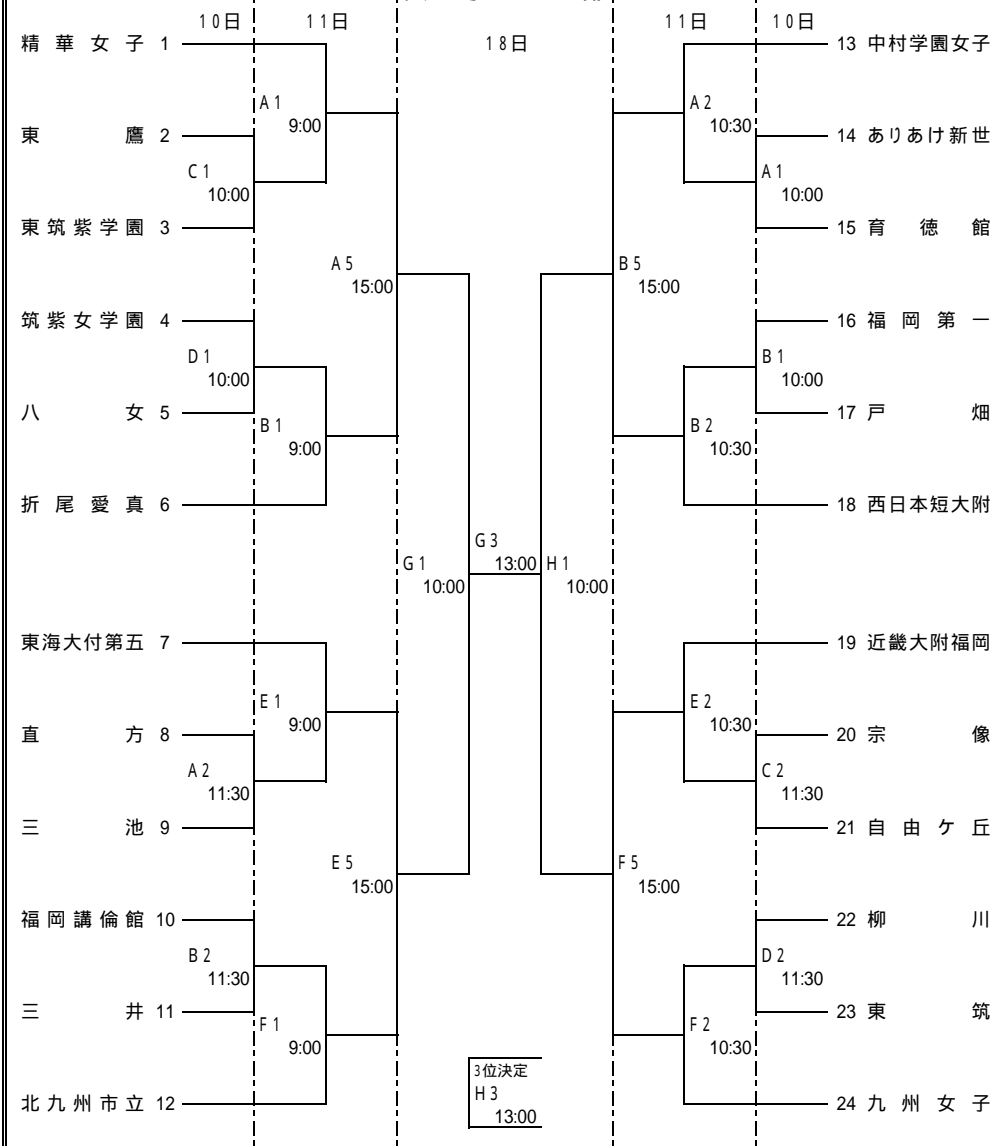 10日
11日
18日
11日
10日
精華女子 1
A1
9:00
東鷹 2
C1
10:00
東筑紫学園 3
A5
15:00
筑紫女学園 4
D1
10:00
八女 5
B1
9:00
折尾愛真 6
G1
10:00
東海大付第五 7
E1
9:00
直方 8
A2
11:30
三池 9
E5
15:00
福岡講倫館 10
B2
11:30
三井 11
F1
9:00
北九州市立 12
G3
13:00
H1
10:00
3位決定
H3
13:00
13 中村学園女子
A2
10:30
14 ありあけ新世
A1
10:00
15 育徳館
B5
15:00
16 福岡第一
B1
10:00
17 戸畑
B2
10:30
18 西日本短大附
19 近畿大附福岡
E2
10:30
20 宗像
C2
11:30
21 自由ケ丘
F5
15:00
22 柳川
D2
11:30
23 東筑
F2
10:30
24 九州女子